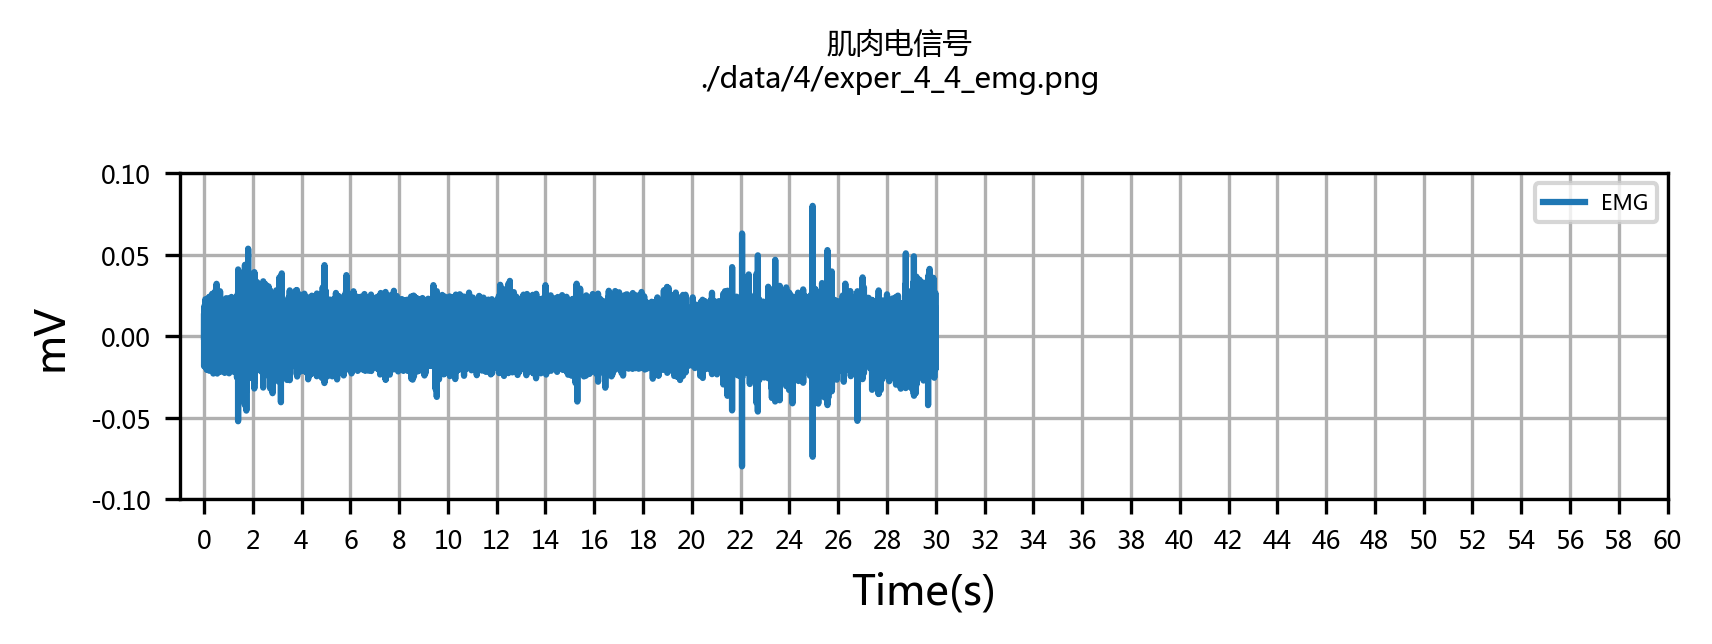 肌肉电信号
./data/4/exper_4_4_emg.png
0.10
0.05
0.00
-0.05
-0.10
mV
EMG
0 2 4 6 8 10 12 14 16 18 20 22 24 26 28 30 32 34 36 38 40 42 44 46 48 50 52 54 56 58 60
Time(s)